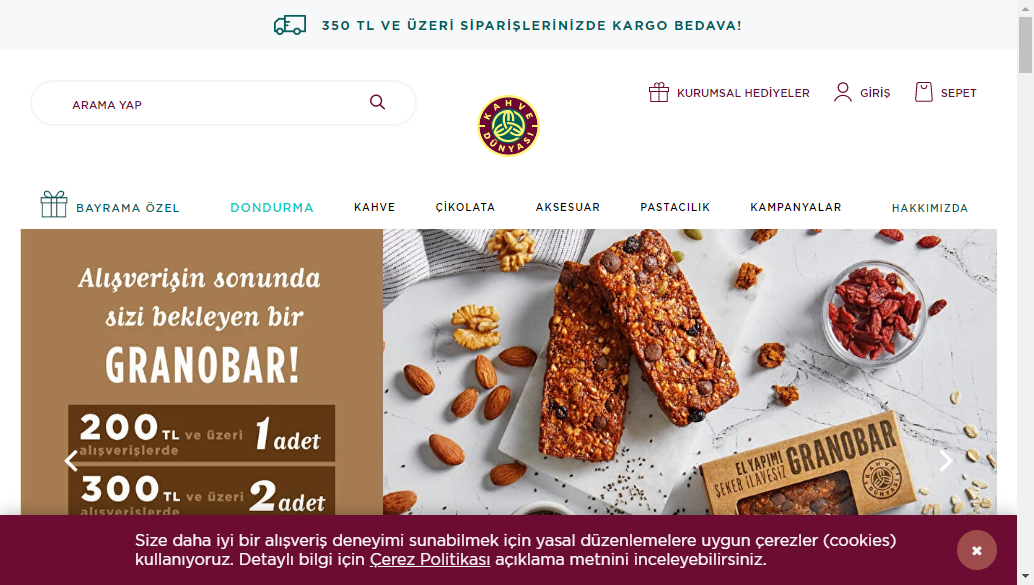 350 TL VE ÜZERİ SİPARİŞLERİNİZDE KARGO BEDAVA!
ARAMA YAP
KAHVE DÜNYASI
KURUMSAL HEDİYELER
GİRİŞ
SEPET
BAYRAMA ÖZEL
DONDURMA
KAHVE
ÇİKOLATA
AKSESUAR
PASTACILIK
KAMPANYALAR
HAKKIMIZDA
Alışverişin sonunda
sizi bekleyen bir
GRANOBAR!
200 TL ve üzeri
alışverişlerde
1 adet
300 TL ve üzeri
alışverişlerde
2 adet
EL YAPIMI
ŞEKER İLAVESİZ
GRANOBAR
KAHVE DÜNYASI
Size daha iyi bir alışveriş deneyimi sunabilmek için yasal düzenlemelere uygun çerezler (cookies)
kullanıyoruz. Detaylı bilgi için Çerez Politikası açıklama metnini inceleyebilirsiniz.